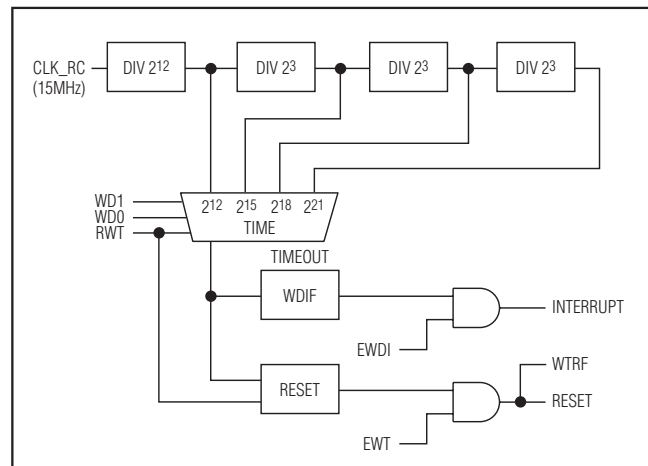 CLK_RC
(15MHz)
DIV 2¹²
DIV 2³
DIV 2³
DIV 2³
WD1
WD0
RWT
2¹²
2¹⁵
2¹⁸
2²¹
TIME
TIMEOUT
WDIF
INTERRUPT
EWDI
WTRF
RESET
RESET
EWT